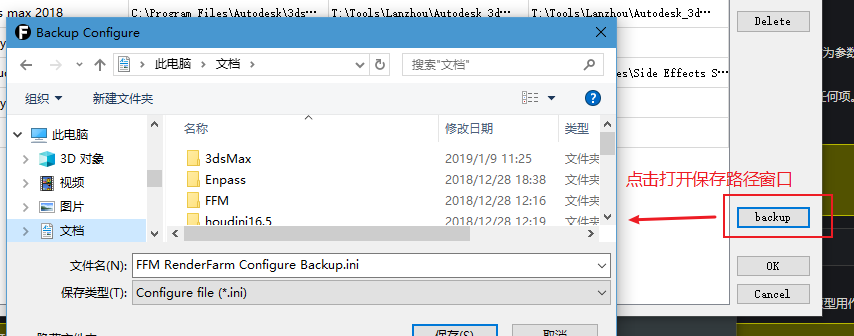 s max 2018
C:\Program Files\Autodesk\3ds…
T:\Tools\Lanzhou\Autodesk_3d…
T:\Tools\Lanzhou\Autodesk_3d…
Delete
Backup Configure
为参数
此电脑
文档
搜索"文档"
es\Side Effects S…
任何项。
组织
新建文件夹
此电脑
3D 对象
视频
图片
文档
名称
修改日期
类型
3dsMax
2019/1/9 11:25
文件夹
Enpass
2018/12/28 18:38
文件夹
FFM
2018/12/28 12:16
文件夹
houdini16.5
2018/12/28 12:19
文件夹
点击打开保存路径窗口
backup
文件名(N):
FFM RenderFarm Configure Backup.ini
保存类型(T):
Configure file (*.ini)
OK
Cancel
型用作
隐藏文件夹
保存(S)
取消